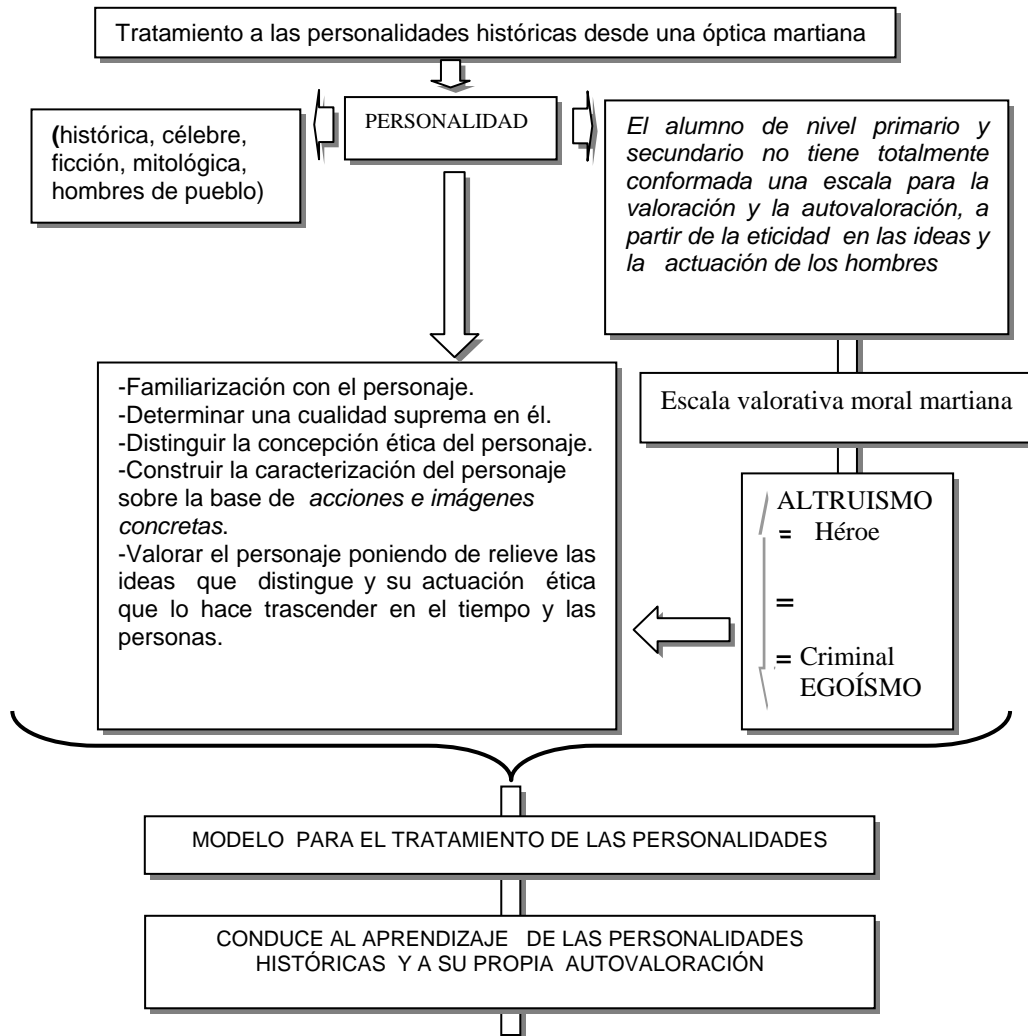 Tratamiento a las personalidades históricas desde una óptica martiana
PERSONALIDAD
(histórica, célebre,
ficción, mitológica,
hombres de pueblo)
El alumno de nivel primario y
secundario no tiene totalmente
conformada una escala para la
valoración y la autovaloración, a
partir de la eticidad en las ideas y
la actuación de los hombres
-Familiarización con el personaje.
-Determinar una cualidad suprema en él.
-Distinguir la concepción ética del personaje.
-Construir la caracterización del personaje
sobre la base de acciones e imágenes
concretas.
-Valorar el personaje poniendo de relieve las
ideas que distingue y su actuación ética
que lo hace trascender en el tiempo y las
personas.
Escala valorativa moral martiana
ALTRUISMO
= Héroe
=
= Criminal
EGOÍSMO
MODELO PARA EL TRATAMIENTO DE LAS PERSONALIDADES
CONDUCE AL APRENDIZAJE DE LAS PERSONALIDADES
HISTÓRICAS Y A SU PROPIA AUTOVALORACIÓN